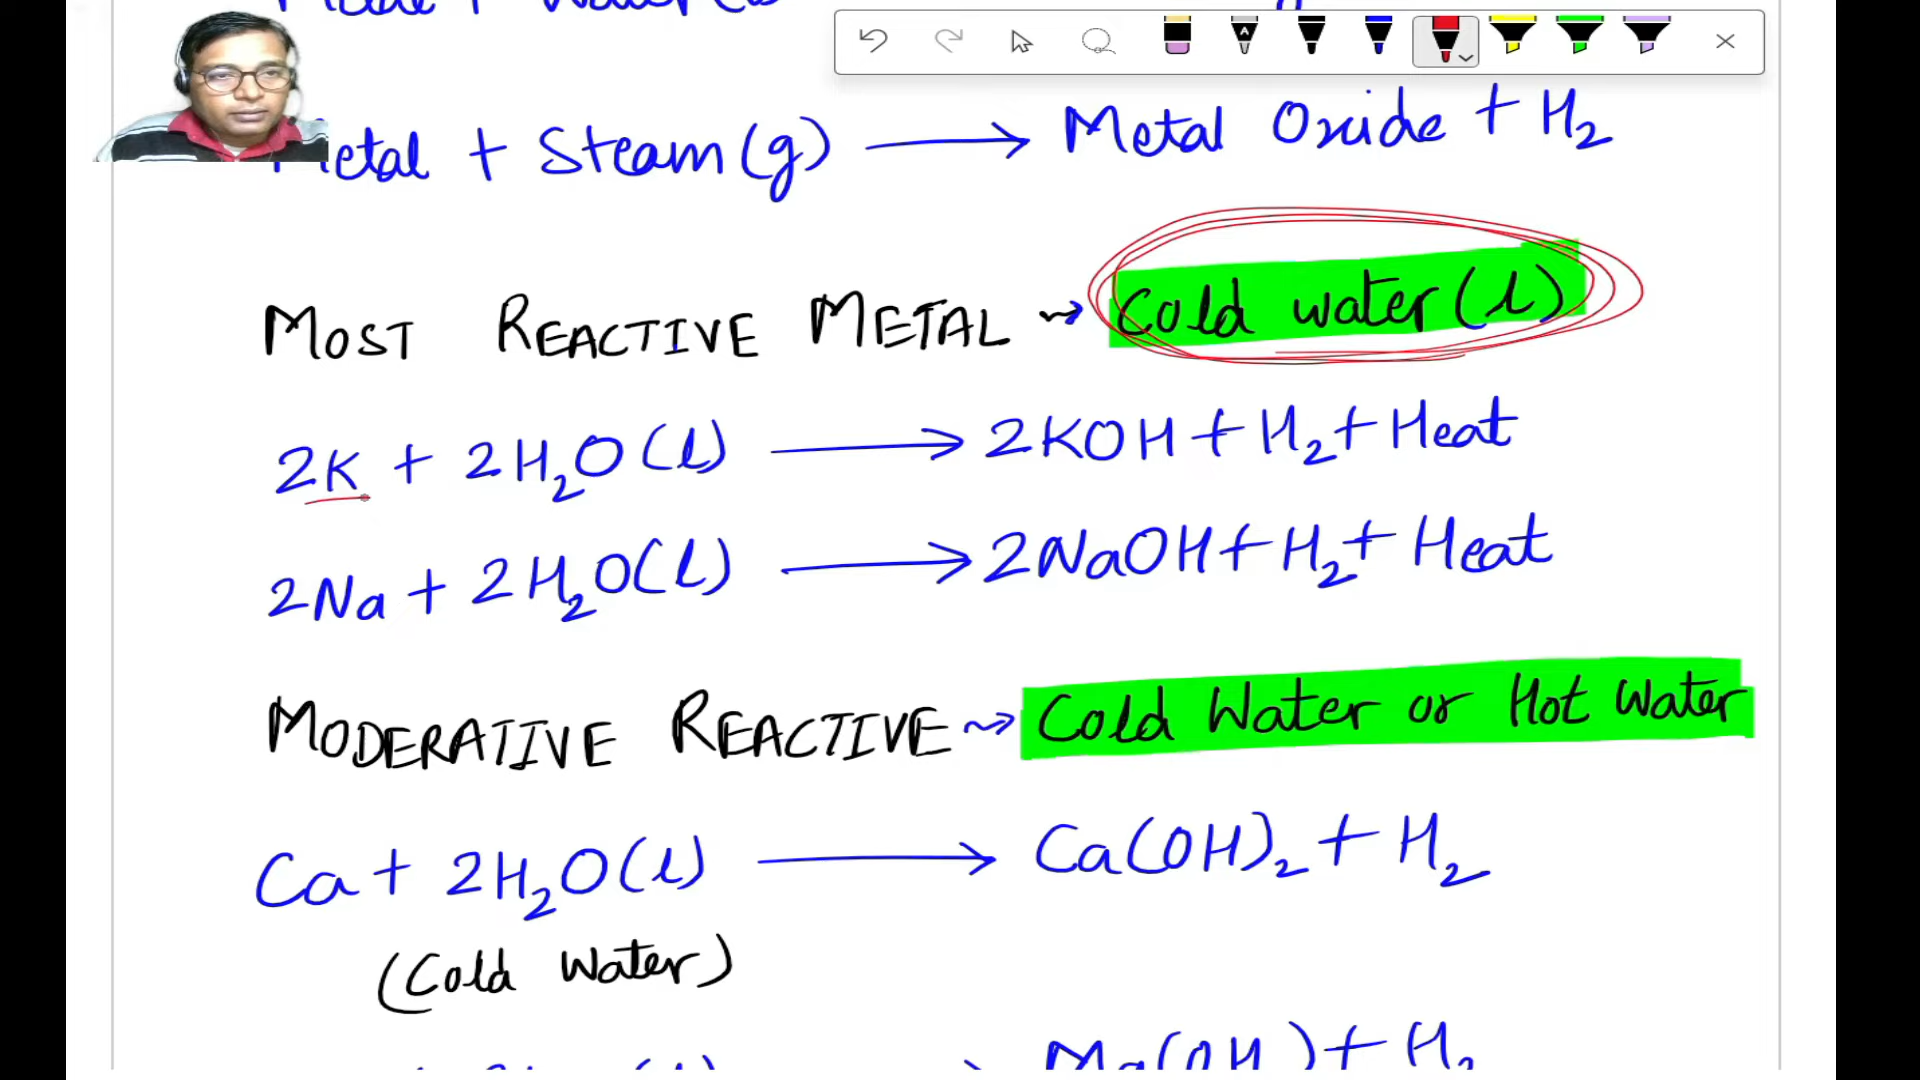 Metal + Steam (g) → Metal Oxide + H₂
MOST REACTIVE METAL ⇝ Cold water (l)
2K + 2H₂O (l) → 2KOH + H₂ + Heat
2Na + 2H₂O (l) → 2NaOH + H₂ + Heat
MODERATIVE REACTIVE ⇝ Cold Water or Hot Water
Ca + 2H₂O (l) → Ca(OH)₂ + H₂
(Cold Water)